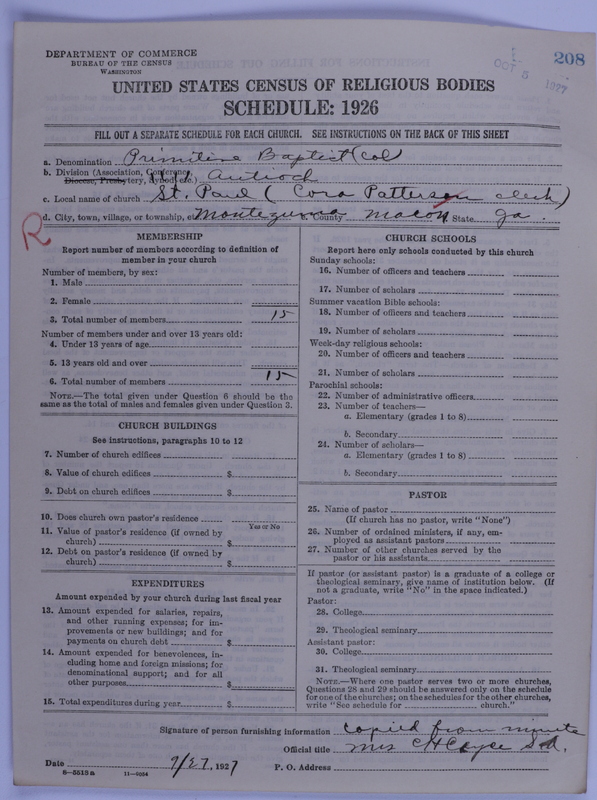 DEPARTMENT OF COMMERCE
BUREAU OF THE CENSUS
WASHINGTON
OCT 5 1927
208
UNITED STATES CENSUS OF RELIGIOUS BODIES
SCHEDULE: 1926
FILL OUT A SEPARATE SCHEDULE FOR EACH CHURCH. SEE INSTRUCTIONS ON THE BACK OF THIS SHEET
a. Denomination Primitive Baptist (Col)
b. Division (Association, Conference, Diocese, Presbytery, Synod, etc.) Antioch
c. Local name of church St. Paul (Cora Patterson clerk)
d. City, town, village, or township, etc Montezuma County Macon State Ga.
R
MEMBERSHIP
Report number of members according to definition of
member in your church
Number of members, by sex:
1. Male
2. Female
3. Total number of members 15
Number of members under and over 13 years old:
4. Under 13 years of age
5. 13 years old and over
6. Total number of members 15
NOTE.—The total given under Question 6 should be the
same as the total of males and females given under Question 3.
CHURCH BUILDINGS
See instructions, paragraphs 10 to 12
7. Number of church edifices
8. Value of church edifices $
9. Debt on church edifices $
10. Does church own pastor's residence
Yes or No
11. Value of pastor's residence (if owned by
church) $
12. Debt on pastor's residence (if owned by
church) $
EXPENDITURES
Amount expended by your church during last fiscal year
13. Amount expended for salaries, repairs,
and other running expenses; for im-
provements or new buildings; and for
payments on church debt $
14. Amount expended for benevolences, in-
cluding home and foreign missions; for
denominational support; and for all
other purposes $
15. Total expenditures during year $
CHURCH SCHOOLS
Report here only schools conducted by this church
Sunday schools:
16. Number of officers and teachers
17. Number of scholars
Summer vacation Bible schools:
18. Number of officers and teachers
19. Number of scholars
Week-day religious schools:
20. Number of officers and teachers
21. Number of scholars
Parochial schools:
22. Number of administrative officers
23. Number of teachers—
a. Elementary (grades 1 to 8)
b. Secondary
24. Number of scholars—
a. Elementary (grades 1 to 8)
b. Secondary
PASTOR
25. Name of pastor
(If church has no pastor, write "None")
26. Number of ordained ministers, if any, em-
ployed as assistant pastors
27. Number of other churches served by the
pastor or his assistants
If pastor (or assistant pastor) is a graduate of a college or
theological seminary, give name of institution below. (If
not a graduate, write "No" in the space indicated.)
Pastor:
28. College
29. Theological seminary
Assistant pastor:
30. College
31. Theological seminary
NOTE.—Where one pastor serves two or more churches,
Questions 28 and 29 should be answered only on the schedule
for one of the churches; on the schedules for the other churches,
write "See schedule for church."
Signature of person furnishing information copied from minute
Official title Mrs C H Cayce S.A.
Date 9/27, 1927 P. O. Address
8—5513a 11—9034